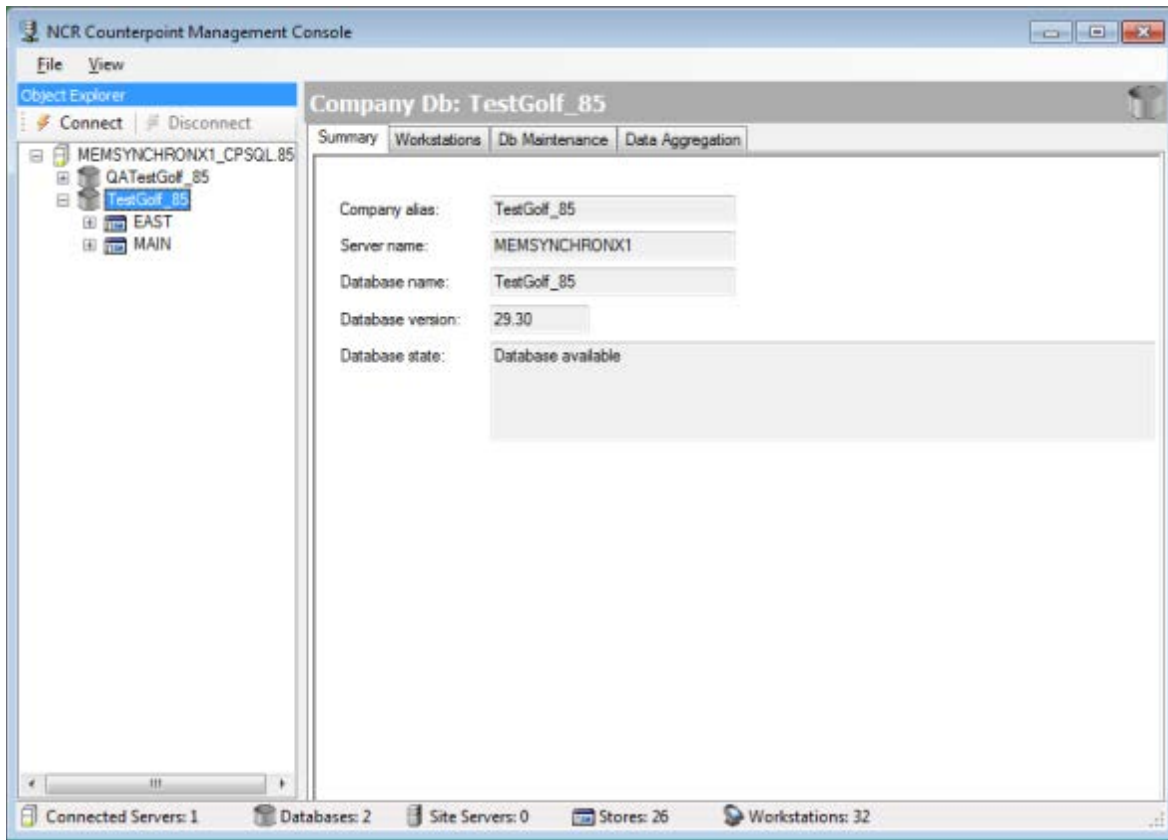 NCR Counterpoint Management Console
File View
Object Explorer
Connect Disconnect
MEMSYNCHRONX1_CPSQL.85
QATestGolf_85
TestGolf_85
EAST
MAIN
Company Db: TestGolf_85
Summary Workstations Db Maintenance Data Aggregation
Company alias: TestGolf_85
Server name: MEMSYNCHRONX1
Database name: TestGolf_85
Database version: 29.30
Database state: Database available
Connected Servers: 1 Databases: 2 Site Servers: 0 Stores: 26 Workstations: 32